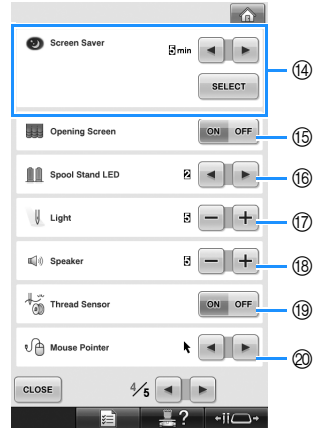 Screen Saver
5 min
⑭
SELECT
Opening Screen ON OFF ⑮
Spool Stand LED 2 ⑯
Light 5 − + ⑰
Speaker 5 − + ⑱
Thread Sensor ON OFF ⑲
Mouse Pointer ⑳
CLOSE 4/5
?